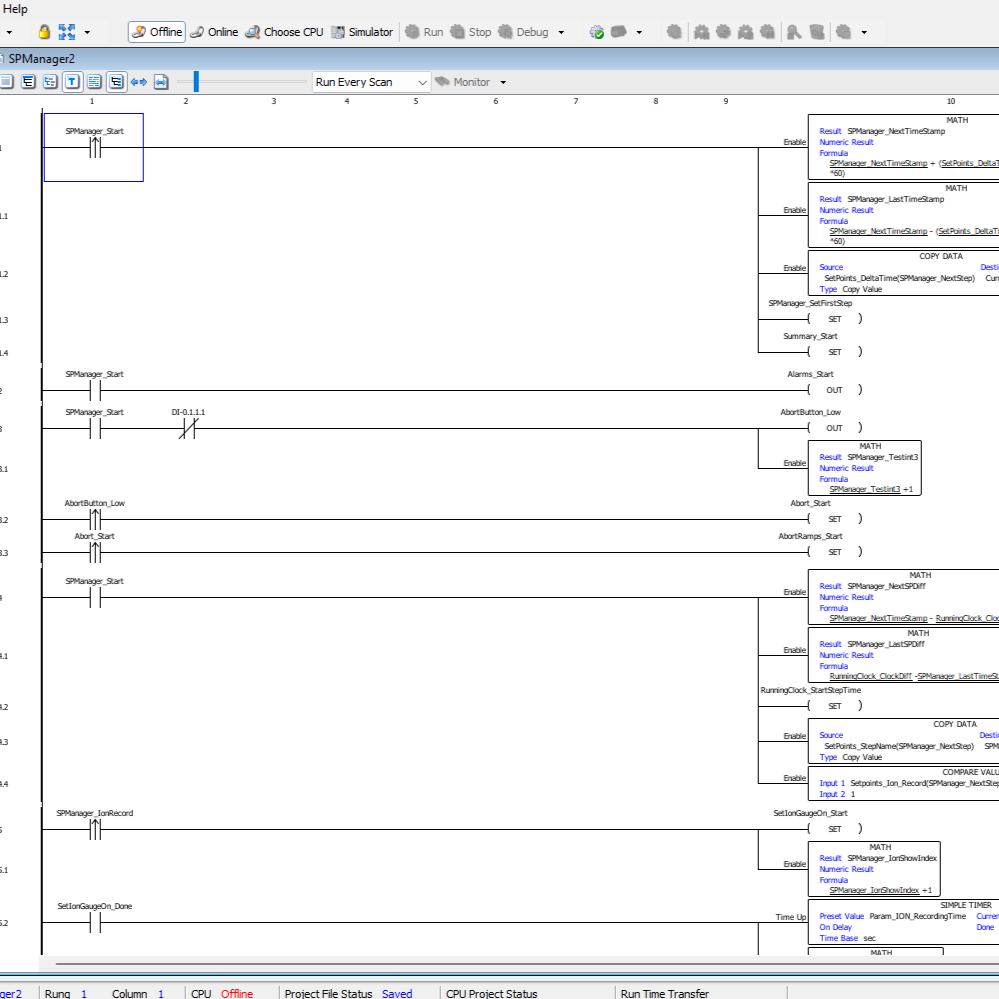 Help
Offline Online Choose CPU Simulator Run Stop Debug
SPManager2
T Run Every Scan Monitor
1 2 3 4 5 6 7 8 9 10
SPManager_Start
Enable
MATH
Result SPManager_NextTimeStamp
Numeric Result
Formula
SPManager_NextTimeStamp + (SetPoints_DeltaT
*60)
1.1
Enable
MATH
Result SPManager_LastTimeStamp
Numeric Result
Formula
SPManager_NextTimeStamp - (SetPoints_DeltaTi
*60)
1.2
Enable
COPY DATA
Source Desti
SetPoints_DeltaTime(SPManager_NextStep) Cur
Type Copy Value
1.3
SPManager_SetFirstStep
( SET )
1.4
Summary_Start
( SET )
2
SPManager_Start
Alarms_Start
( OUT )
3
SPManager_Start DI-0.1.1.1
AbortButton_Low
( OUT )
3.1
Enable
MATH
Result SPManager_Testint3
Numeric Result
Formula
SPManager_Testint3 +1
3.2
AbortButton_Low
Abort_Start
( SET )
3.3
Abort_Start
AbortRamps_Start
( SET )
4
SPManager_Start
Enable
MATH
Result SPManager_NextSPDiff
Numeric Result
Formula
SPManager_NextTimeStamp - RunningClock_Cloc
4.1
Enable
MATH
Result SPManager_LastSPDiff
Numeric Result
Formula
RunningClock_ClockDiff -SPManager_LastTimeSt
4.2
RunningClock_StartStepTime
( SET )
4.3
Enable
COPY DATA
Source Desti
SetPoints_StepName(SPManager_NextStep) SPM
Type Copy Value
4.4
Enable
COMPARE VALU
Input 1 Setpoints_Ion_Record(SPManager_NextStep
Input 2 1
5
SPManager_IonRecord
SetIonGaugeOn_Start
( SET )
5.1
Enable
MATH
Result SPManager_IonShowIndex
Numeric Result
Formula
SPManager_IonShowIndex +1
5.2
SetIonGaugeOn_Done
Time Up
SIMPLE TIMER
Preset Value Param_ION_RecordingTime Curren
On Delay Done
Time Base sec
MATH
ger2 Rung 1 Column 1 CPU Offline Project File Status Saved CPU Project Status Run Time Transfer